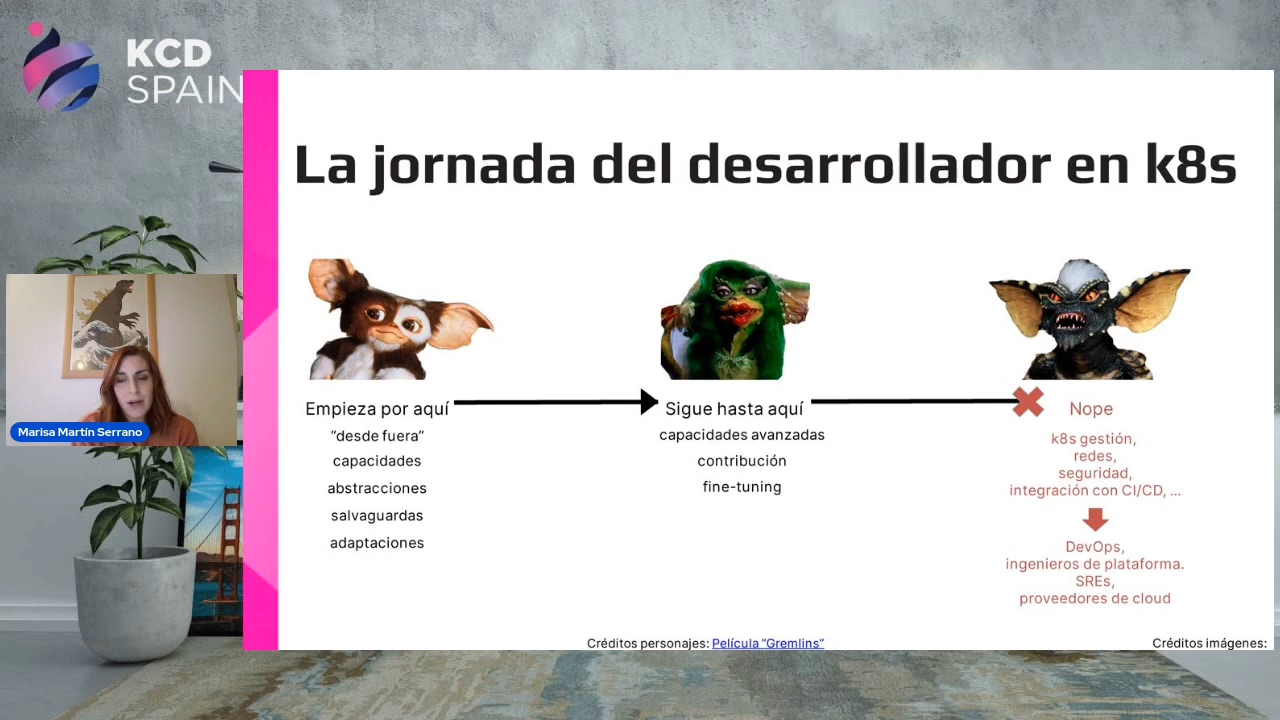 KCD
SPAIN
La jornada del desarrollador en k8s
Marisa Martín Serrano
Empieza por aquí
“desde fuera”
capacidades
abstracciones
salvaguardas
adaptaciones
Sigue hasta aquí
capacidades avanzadas
contribución
fine-tuning
Nope
k8s gestión,
redes,
seguridad,
integración con CI/CD, ...
DevOps,
ingenieros de plataforma.
SREs,
proveedores de cloud
Créditos personajes: Película “Gremlins”
Créditos imágenes: